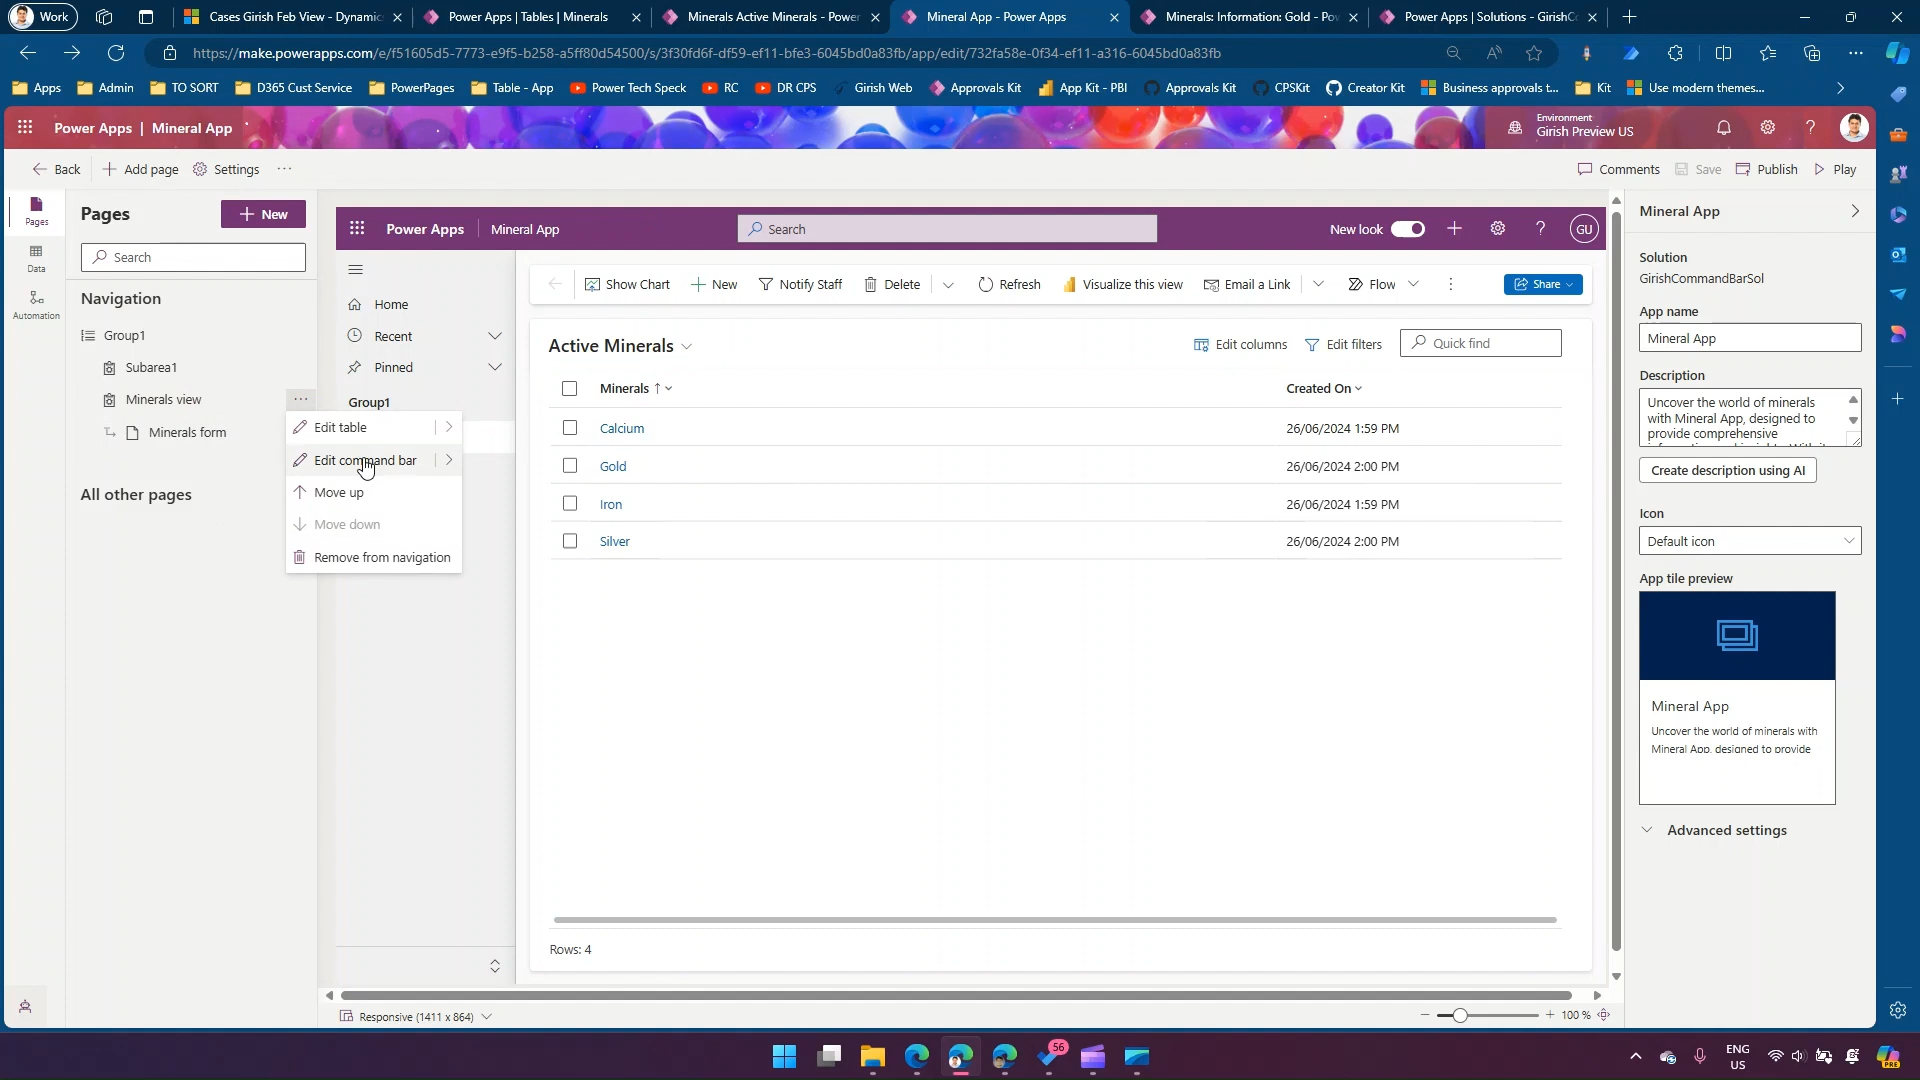 Work
Cases Girish Feb View - Dynamic
Power Apps | Tables | Minerals
Minerals Active Minerals - Power
Mineral App - Power Apps
Minerals: Information: Gold - Po
Power Apps | Solutions - GirishC
https://make.powerapps.com/e/f51605d5-7773-e9f5-b258-a5ff80d54500/s/3f30fd6f-df59-ef11-bfe3-6045bd0a83fb/app/edit/732fa58e-0f34-ef11-a316-6045bd0a83fb
Apps
Admin
TO SORT
D365 Cust Service
PowerPages
Table - App
Power Tech Speck
RC
DR CPS
Girish Web
Approvals Kit
App Kit - PBI
Approvals Kit
CPSKit
Creator Kit
Business approvals t...
Kit
Use modern themes...
Power Apps | Mineral App
Environment
Girish Preview US
Back
Add page
Settings
Comments
Save
Publish
Play
Pages
Data
Automation
Pages
New
Search
Navigation
Group1
Subarea1
Minerals view
Minerals form
All other pages
Edit table
Edit command bar
Move up
Move down
Remove from navigation
Power Apps
Mineral App
Search
New look
GU
Home
Recent
Pinned
Group1
Show Chart
New
Notify Staff
Delete
Refresh
Visualize this view
Email a Link
Flow
Share
Active Minerals
Edit columns
Edit filters
Quick find
Minerals
Created On
Calcium
26/06/2024 1:59 PM
Gold
26/06/2024 2:00 PM
Iron
26/06/2024 1:59 PM
Silver
26/06/2024 2:00 PM
Rows: 4
Responsive (1411 x 864)
100 %
Mineral App
Solution
GirishCommandBarSol
App name
Mineral App
Description
Uncover the world of minerals
with Mineral App, designed to
provide comprehensive
Create description using AI
Icon
Default icon
App tile preview
Mineral App
Uncover the world of minerals with
Mineral App, designed to provide
Advanced settings
56
ENG
US
PRE